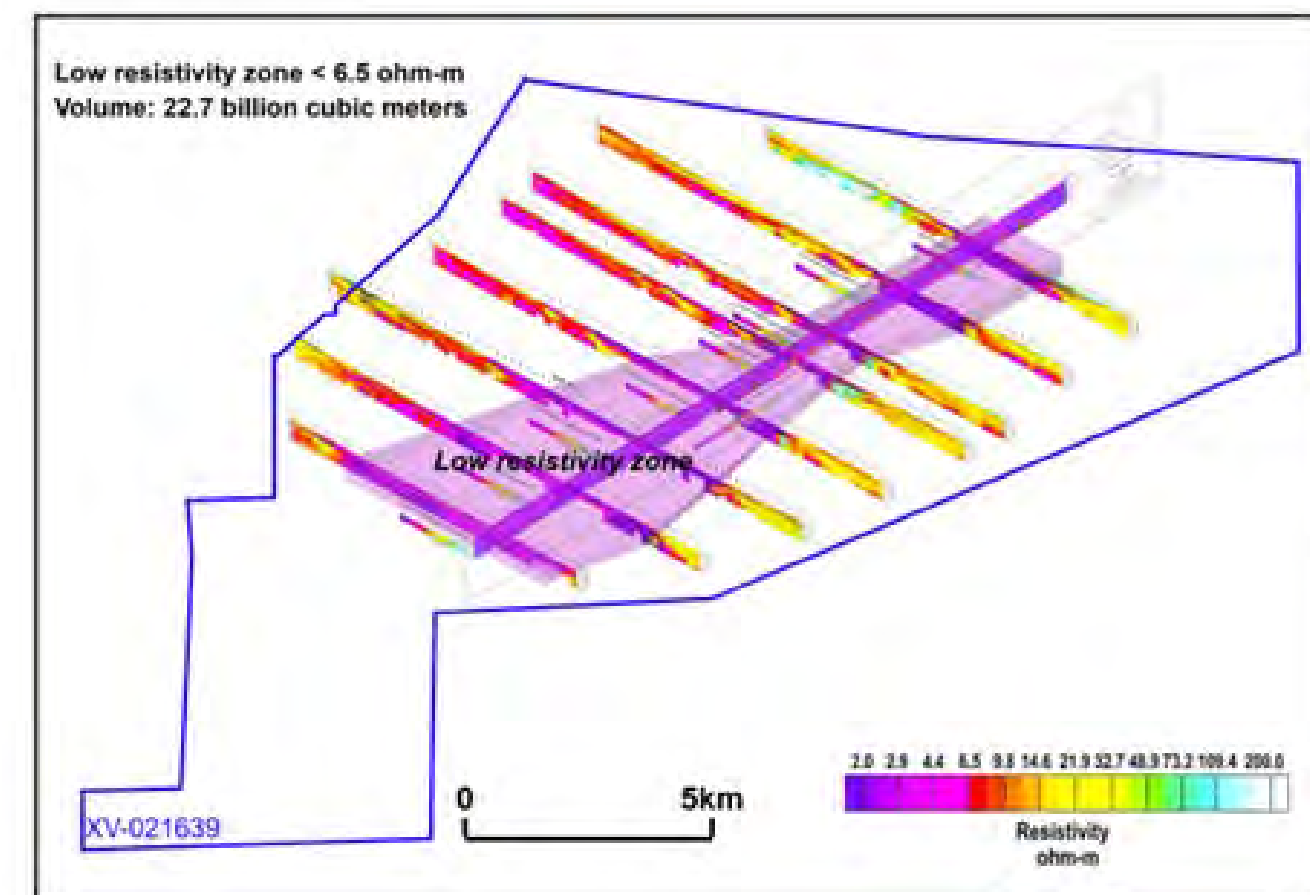 Low resistivity zone < 6.5 ohm-m
Volume: 22.7 billion cubic meters
Low resistivity zone
0 5km
2.0 2.9 4.4 6.5 9.8 14.6 21.9 32.7 48.9 73.2 109.4 200.0
Resistivity
ohm-m
XV-021639